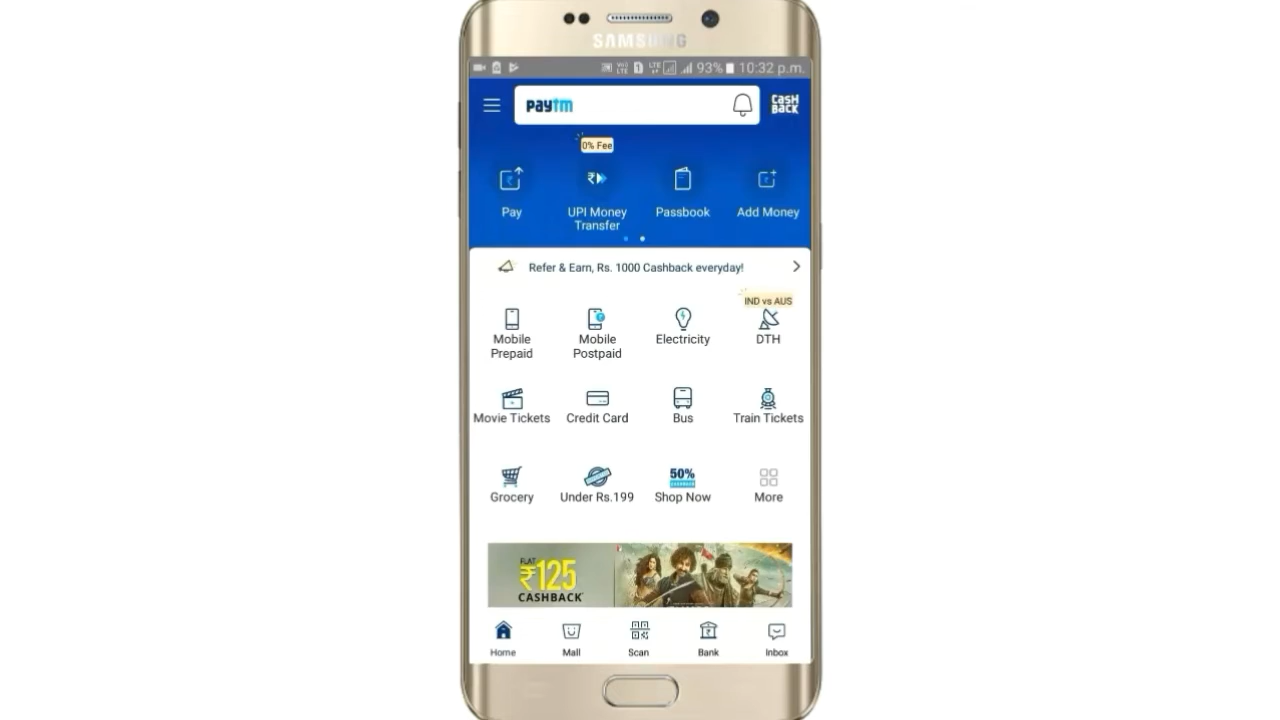 SAMSUNG
93% 10:32 p.m.
paytm
CASH
BACK
0% Fee
Pay
UPI Money
Transfer
Passbook
Add Money
Refer & Earn, Rs. 1000 Cashback everyday!
IND vs AUS
Mobile
Prepaid
Mobile
Postpaid
Electricity
DTH
Movie Tickets
Credit Card
Bus
Train Tickets
50%
CASHBACK
Grocery
Under Rs.199
Shop Now
More
FLAT
₹125
CASHBACK*
Home
Mall
Scan
Bank
Inbox